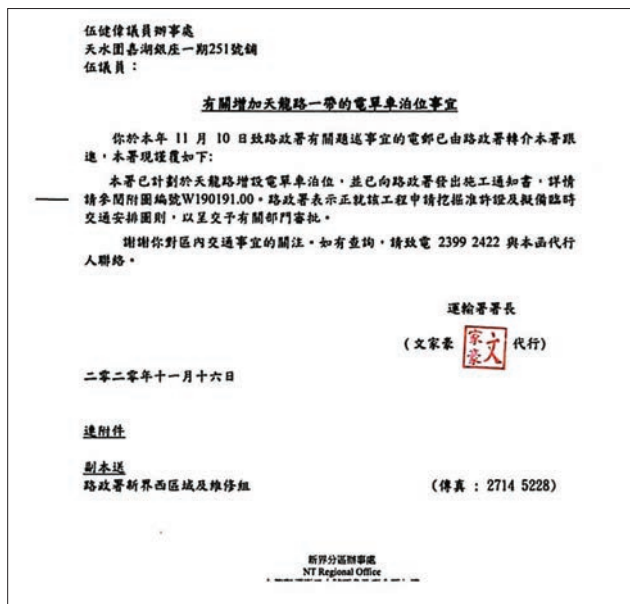 伍健偉議員辦事處
天水圍嘉湖銀座一期251號鋪
伍議員：
有關增加天龍路一帶的電單車泊位事宜
你於本年 11 月 10 日致路政署有關題述事宜的電郵已由路政署轉介本署跟
進，本署現謹覆如下：
本署已計劃於天龍路增設電單車泊位，並已向路政署發出施工通知書，詳情
請參閱附圖編號W190191.00。路政署表示正就該工程申請挖掘准許證及擬備臨時
交通安排圖則，以呈交予有關部門審批。
謝謝你對區內交通事宜的關注。如有查詢，請致電 2399 2422 與本函代行
人聯絡。
運輸署署長
(文家豪 文家豪 代行)
二零二零年十一月十六日
連附件
副本送
路政署新界西區域及維修組 (傳真 : 2714 5228)
新界分區辦事處
NT Regional Office